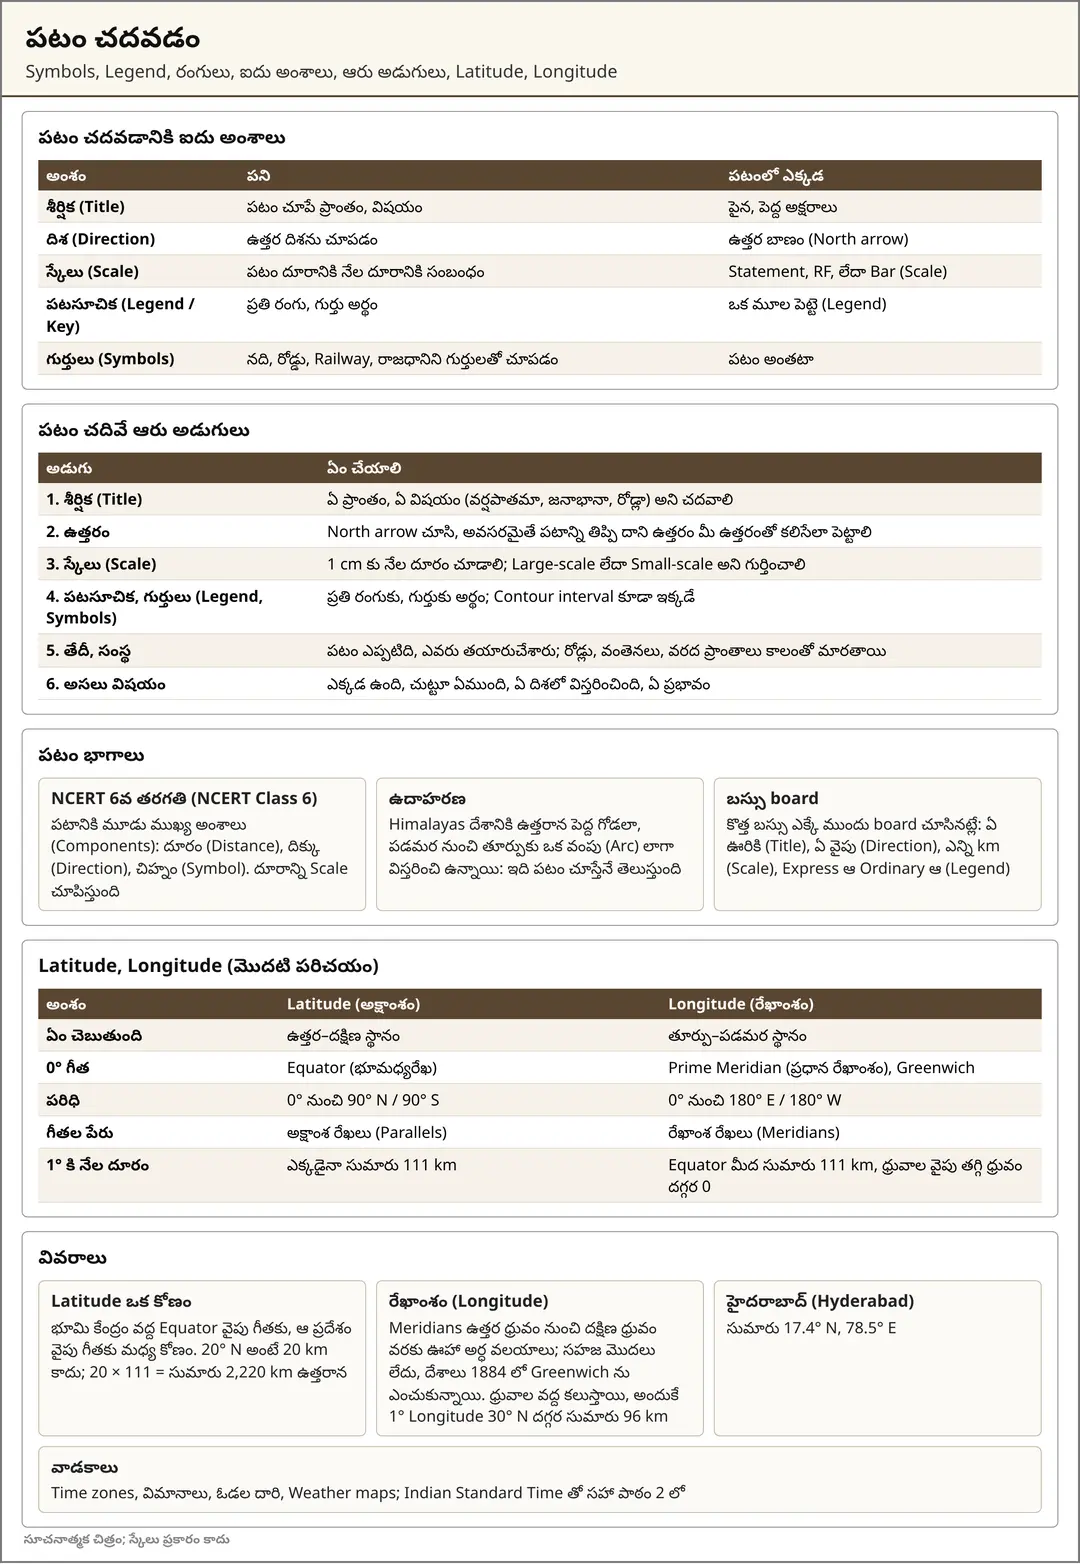 పటం చదవడం
Symbols, Legend, రంగులు, ఐదు అంశాలు, ఆరు అడుగులు, Latitude, Longitude
పటం చదవడానికి ఐదు అంశాలు
అంశం పని పటంలో ఎక్కడ
శీర్షిక (Title) పటం చూపే ప్రాంతం, విషయం పైన, పెద్ద అక్షరాలు
దిశ (Direction) ఉత్తర దిశను చూపడం ఉత్తర బాణం (North arrow)
స్కేలు (Scale) పటం దూరానికి నేల దూరానికి సంబంధం Statement, RF, లేదా Bar (Scale)
పటసూచిక (Legend / ప్రతి రంగు, గుర్తు అర్థం ఒక మూల పెట్టె (Legend)
Key)
గుర్తులు (Symbols) నది, రోడ్డు, Railway, రాజధానిని గుర్తులతో చూపడం పటం అంతటా
పటం చదివే ఆరు అడుగులు
అడుగు ఏం చేయాలి
1. శీర్షిక (Title) ఏ ప్రాంతం, ఏ విషయం (వర్షపాతమా, జనాభానా, రోడ్లా) అని చదవాలి
2. ఉత్తరం North arrow చూసి, అవసరమైతే పటాన్ని తిప్పి దాని ఉత్తరం మీ ఉత్తరంతో కలిసేలా పెట్టాలి
3. స్కేలు (Scale) 1 cm కు నేల దూరం చూడాలి; Large-scale లేదా Small-scale అని గుర్తించాలి
4. పటసూచిక, గుర్తులు (Legend, ప్రతి రంగుకు, గుర్తుకు అర్థం; Contour interval కూడా ఇక్కడే
Symbols)
5. తేదీ, సంస్థ పటం ఎప్పటిది, ఎవరు తయారుచేశారు; రోడ్లు, వంతెనలు, వరద ప్రాంతాలు కాలంతో మారతాయి
6. అసలు విషయం ఎక్కడ ఉంది, చుట్టూ ఏముంది, ఏ దిశలో విస్తరించింది, ఏ ప్రభావం
పటం భాగాలు
NCERT 6వ తరగతి (NCERT Class 6)
పటానికి మూడు ముఖ్య అంశాలు
(Components): దూరం (Distance), దిక్కు
(Direction), చిహ్నం (Symbol). దూరాన్ని Scale
చూపిస్తుంది
ఉదాహరణ
Himalayas దేశానికి ఉత్తరాన పెద్ద గోడలా,
పడమర నుంచి తూర్పుకు ఒక వంపు (Arc) లాగా
విస్తరించి ఉన్నాయి: ఇది పటం చూస్తేనే తెలుస్తుంది
బస్సు board
కొత్త బస్సు ఎక్కే ముందు board చూసినట్లే: ఏ
ఊరికి (Title), ఏ వైపు (Direction), ఎన్ని km
(Scale), Express ఆ Ordinary ఆ (Legend)
Latitude, Longitude (మొదటి పరిచయం)
అంశం Latitude (అక్షాంశం) Longitude (రేఖాంశం)
ఏం చెబుతుంది ఉత్తర–దక్షిణ స్థానం తూర్పు–పడమర స్థానం
0° గీత Equator (భూమధ్యరేఖ) Prime Meridian (ప్రధాన రేఖాంశం), Greenwich
పరిధి 0° నుంచి 90° N / 90° S 0° నుంచి 180° E / 180° W
గీతల పేరు అక్షాంశ రేఖలు (Parallels) రేఖాంశ రేఖలు (Meridians)
1° కి నేల దూరం ఎక్కడైనా సుమారు 111 km Equator మీద సుమారు 111 km, ధ్రువాల వైపు తగ్గి ధ్రువం
దగ్గర 0
వివరాలు
Latitude ఒక కోణం
భూమి కేంద్రం వద్ద Equator వైపు గీతకు, ఆ ప్రదేశం
వైపు గీతకు మధ్య కోణం. 20° N అంటే 20 km
కాదు; 20 × 111 = సుమారు 2,220 km ఉత్తరాన
రేఖాంశం (Longitude)
Meridians ఉత్తర ధ్రువం నుంచి దక్షిణ ధ్రువం
వరకు ఊహా అర్ధ వలయాలు; సహజ మొదలు
లేదు, దేశాలు 1884 లో Greenwich ను
ఎంచుకున్నాయి. ధ్రువాల వద్ద కలుస్తాయి, అందుకే
1° Longitude 30° N దగ్గర సుమారు 96 km
హైదరాబాద్ (Hyderabad)
సుమారు 17.4° N, 78.5° E
వాడకాలు
Time zones, విమానాలు, ఓడల దారి, Weather maps; Indian Standard Time తో సహా పాఠం 2 లో
సూచనాత్మక చిత్రం; స్కేలు ప్రకారం కాదు